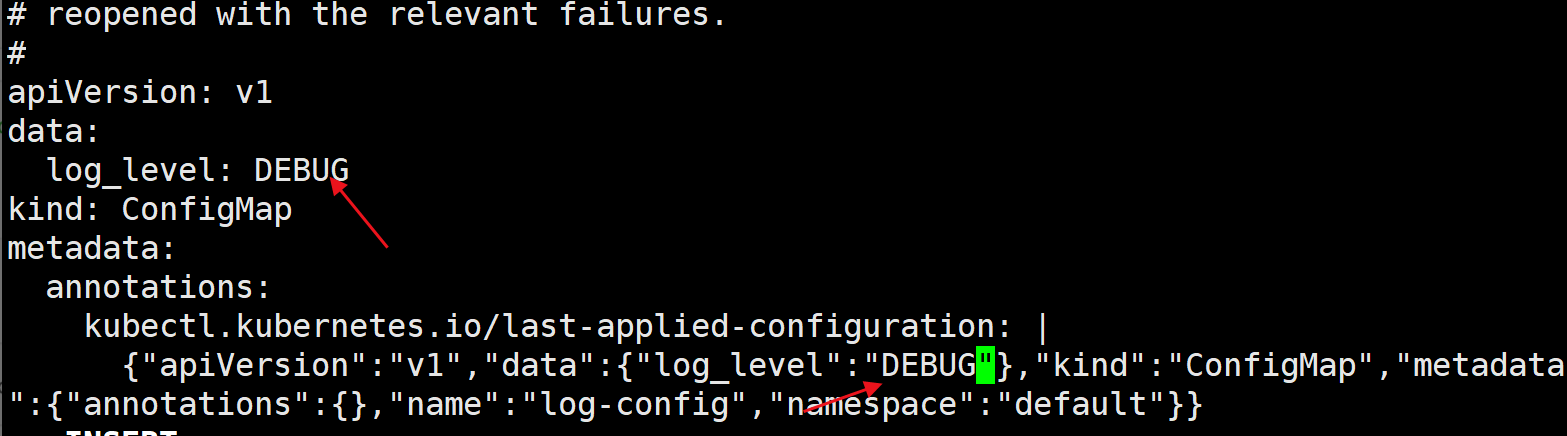 # reopened with the relevant failures.
#
apiVersion: v1
data:
  log_level: DEBUG
kind: ConfigMap
metadata:
  annotations:
    kubectl.kubernetes.io/last-applied-configuration: |
      {"apiVersion":"v1","data":{"log_level":"DEBUG"},"kind":"ConfigMap","metadata
":{"annotations":{},"name":"log-config","namespace":"default"}}
INSERT